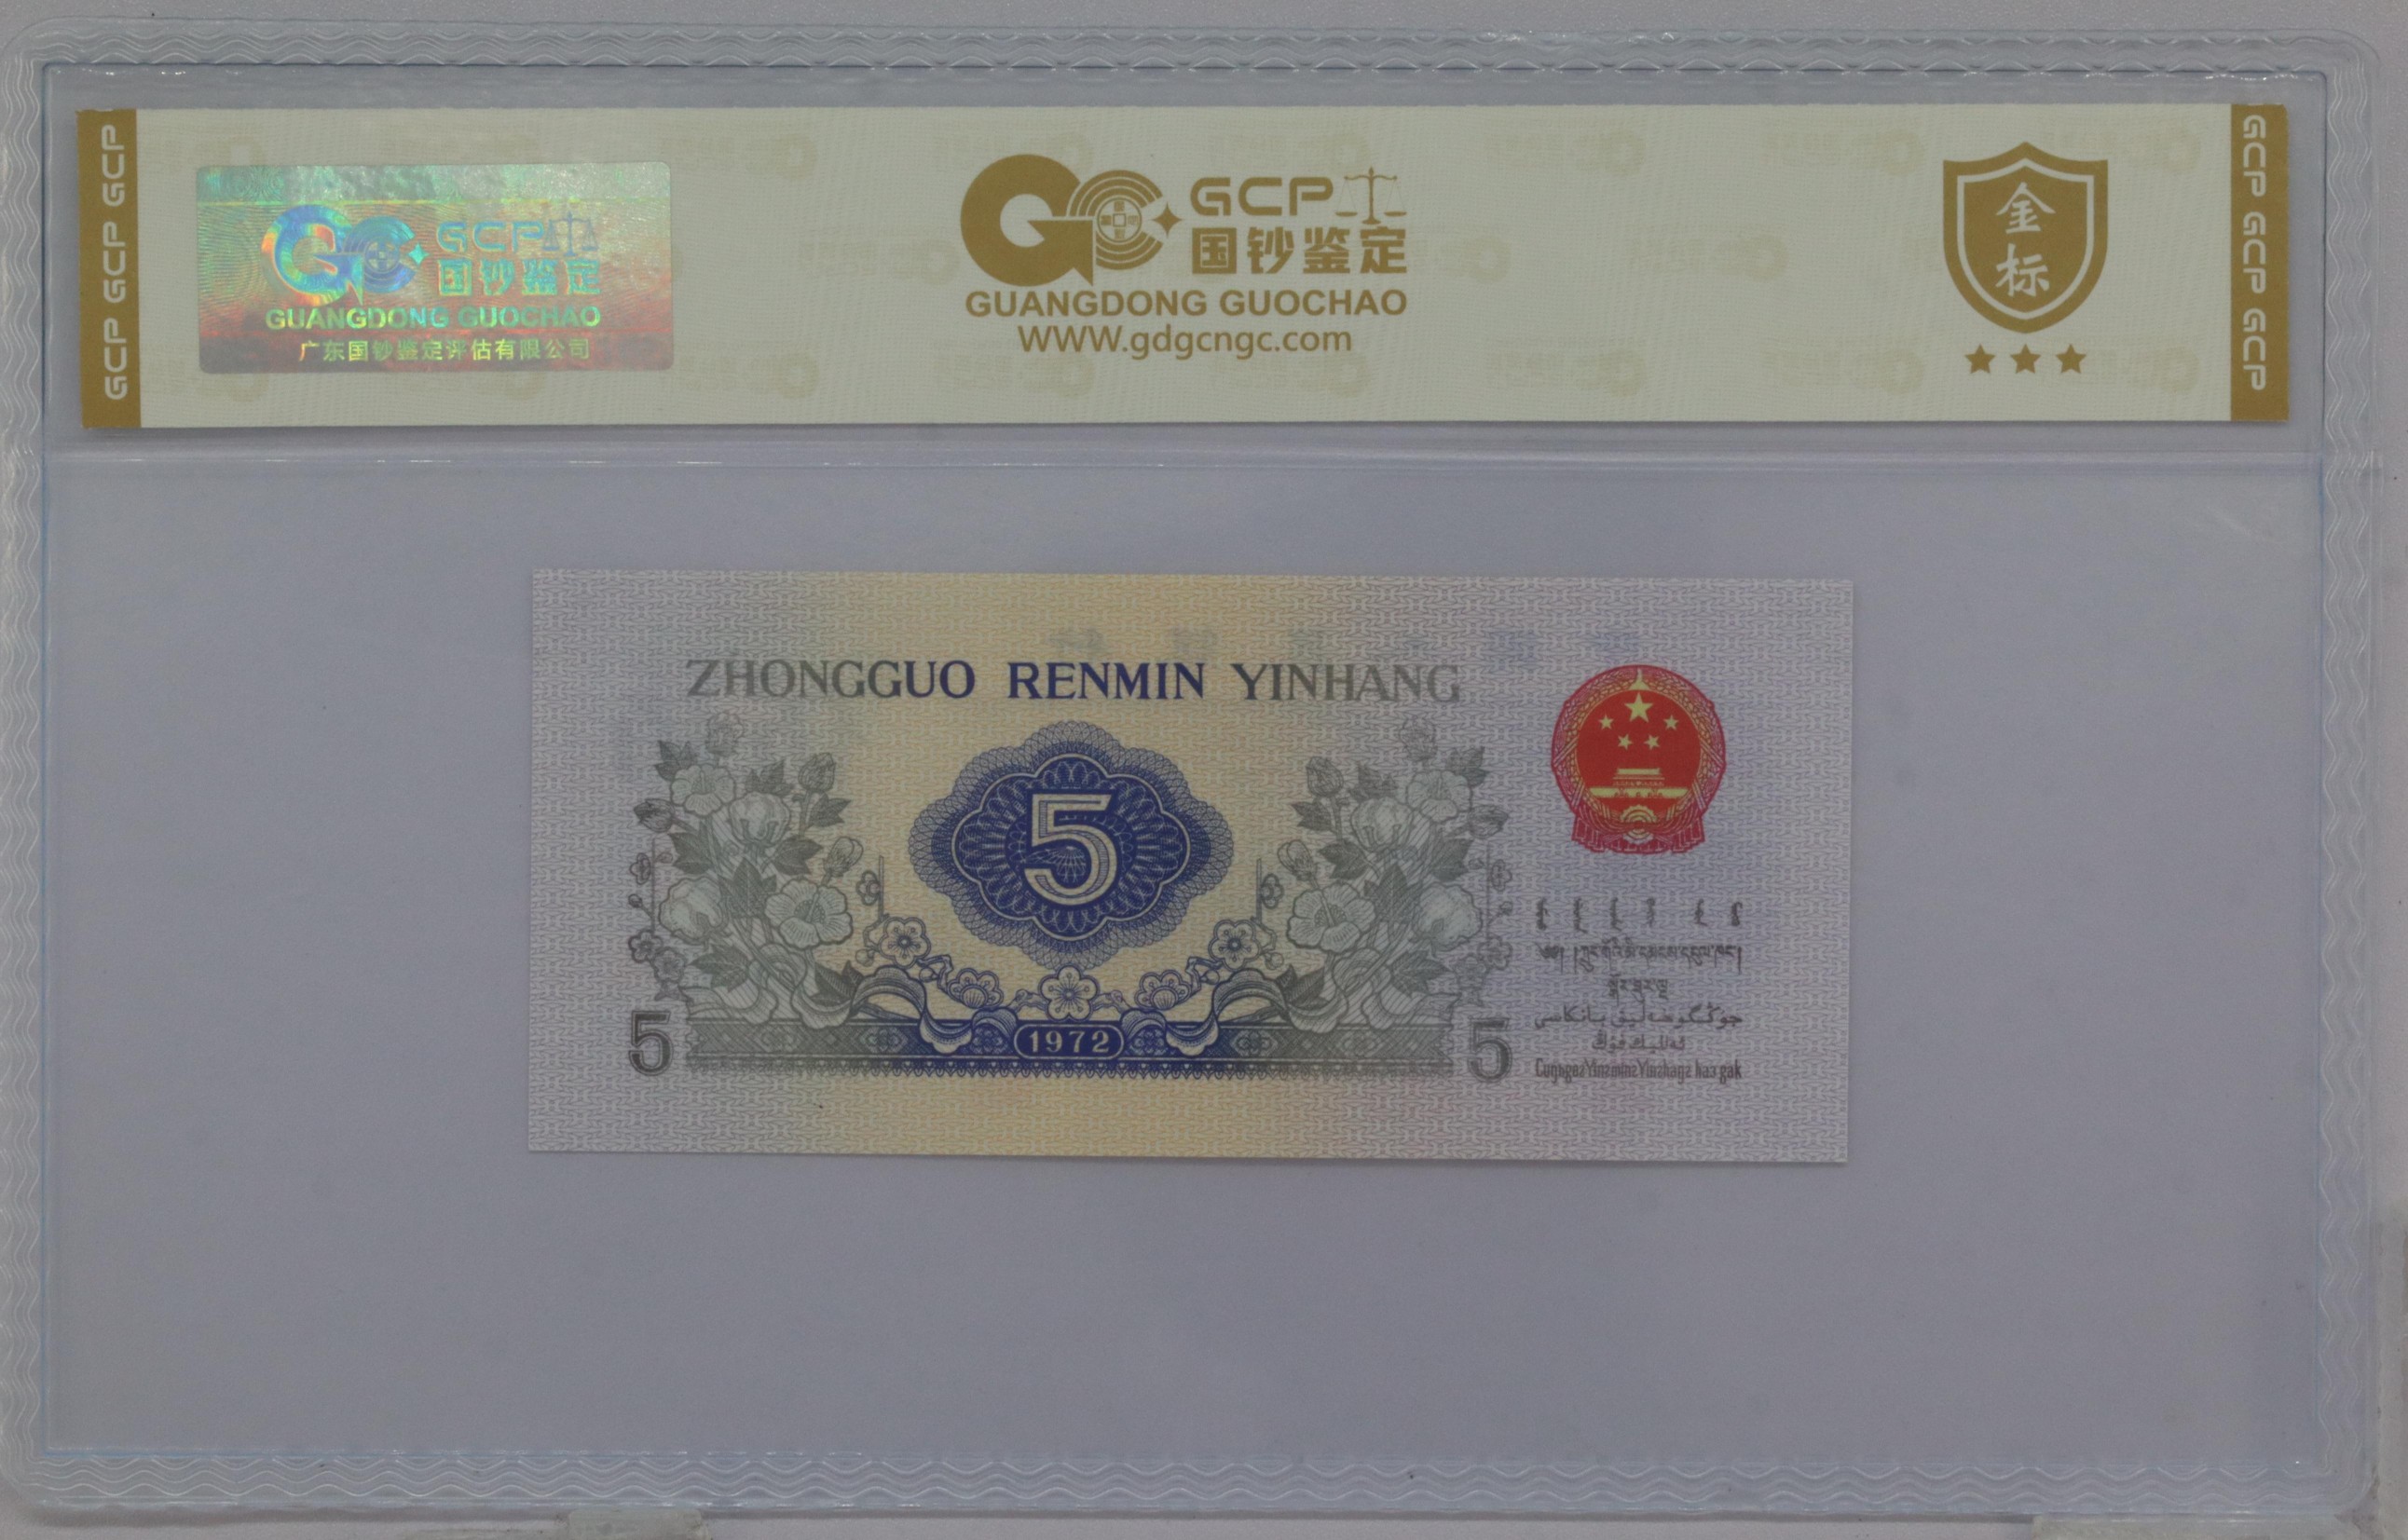 GCP GCP GCP
GCP
国钞鉴定
GUANGDONG GUOCHAO
广东国钞鉴定评估有限公司
GCP
国钞鉴定
GUANGDONG GUOCHAO
WWW.gdgcngc.com
金
标
GCP GCP GCP
ZHONGGUO RENMIN YINHANG
5
1972
5
5